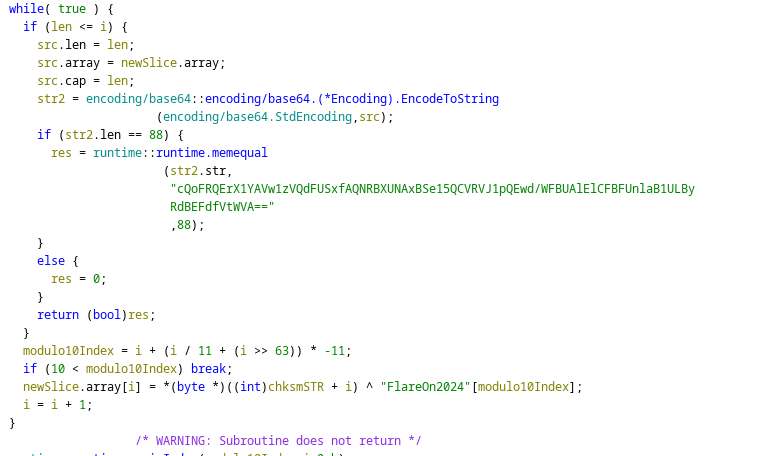 while( true ) {
if (len <= i) {
src.len = len;
src.array = newSlice.array;
src.cap = len;
str2 = encoding/base64::encoding/base64.(*Encoding).EncodeToString
(encoding/base64.StdEncoding,src);
if (str2.len == 88) {
res = runtime::runtime.memequal
(str2.str,
"cQoFRQErX1YAVw1zVQdFUSxfAQNRBXUNAxBSe15QCVRVJ1pQEwd/WFBUAlElCFBFUnlaB1ULBy
RdBEFdfVtWVA=="
,88);
}
else {
res = 0;
}
return (bool)res;
}
modulo10Index = i + (i / 11 + (i >> 63)) * -11;
if (10 < modulo10Index) break;
newSlice.array[i] = *(byte *)((int)chksmSTR + i) ^ "FlareOn2024"[modulo10Index];
i = i + 1;
}
/* WARNING: Subroutine does not return */